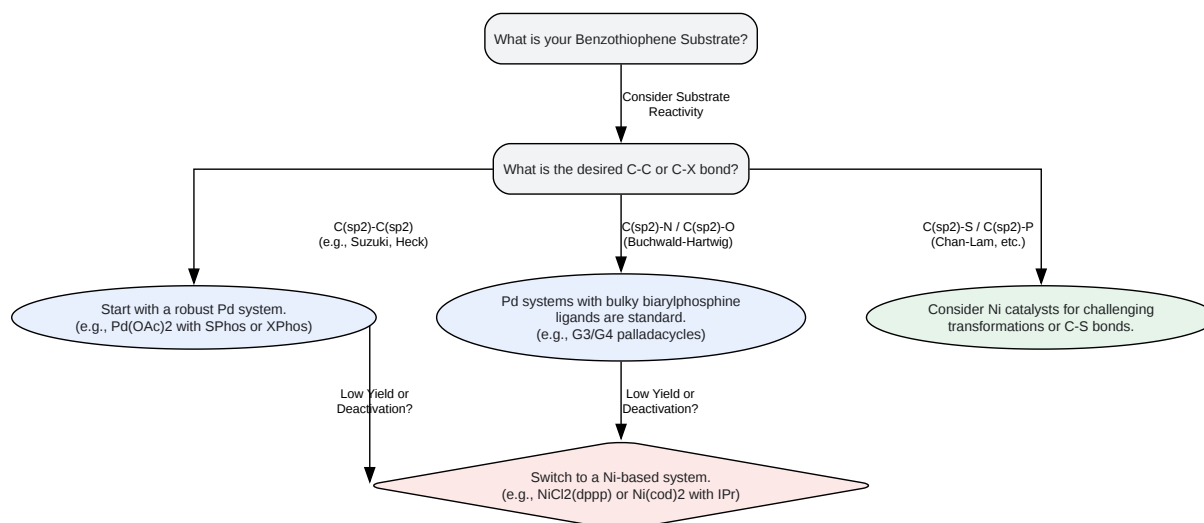 What is your Benzothiophene Substrate?
Consider Substrate
Reactivity
What is the desired C-C or C-X bond?
C(sp2)-C(sp2)
(e.g., Suzuki, Heck)
C(sp2)-N / C(sp2)-O
(Buchwald-Hartwig)
C(sp2)-S / C(sp2)-P
(Chan-Lam, etc.)
Start with a robust Pd system.
(e.g., Pd(OAc)2 with SPhos or XPhos)
Pd systems with bulky biarylphosphine
ligands are standard.
(e.g., G3/G4 palladacycles)
Consider Ni catalysts for challenging
transformations or C-S bonds.
Low Yield or
Deactivation?
Low Yield or
Deactivation?
Switch to a Ni-based system.
(e.g., NiCl2(dppp) or Ni(cod)2 with IPr)